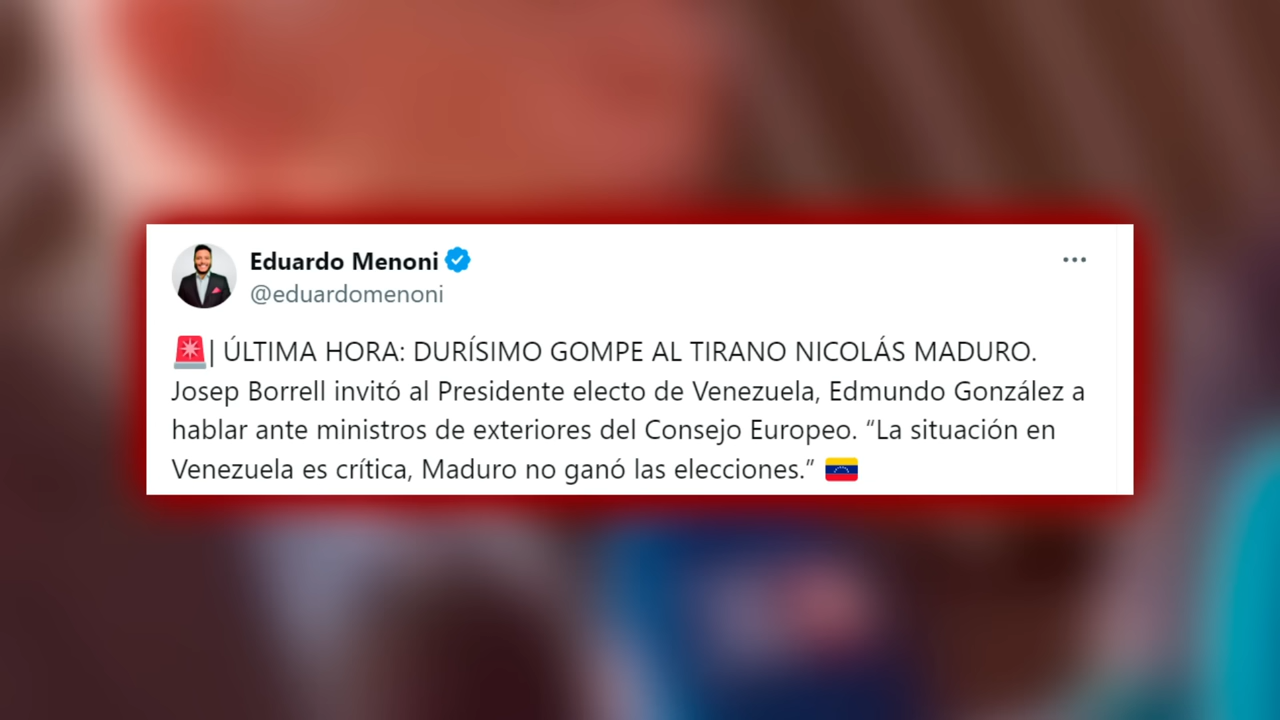 Eduardo Menoni
@eduardomenoni
🚨| ÚLTIMA HORA: DURÍSIMO GOMPE AL TIRANO NICOLÁS MADURO.
Josep Borrell invitó al Presidente electo de Venezuela, Edmundo González a
hablar ante ministros de exteriores del Consejo Europeo. “La situación en
Venezuela es crítica, Maduro no ganó las elecciones.” 🇻🇪